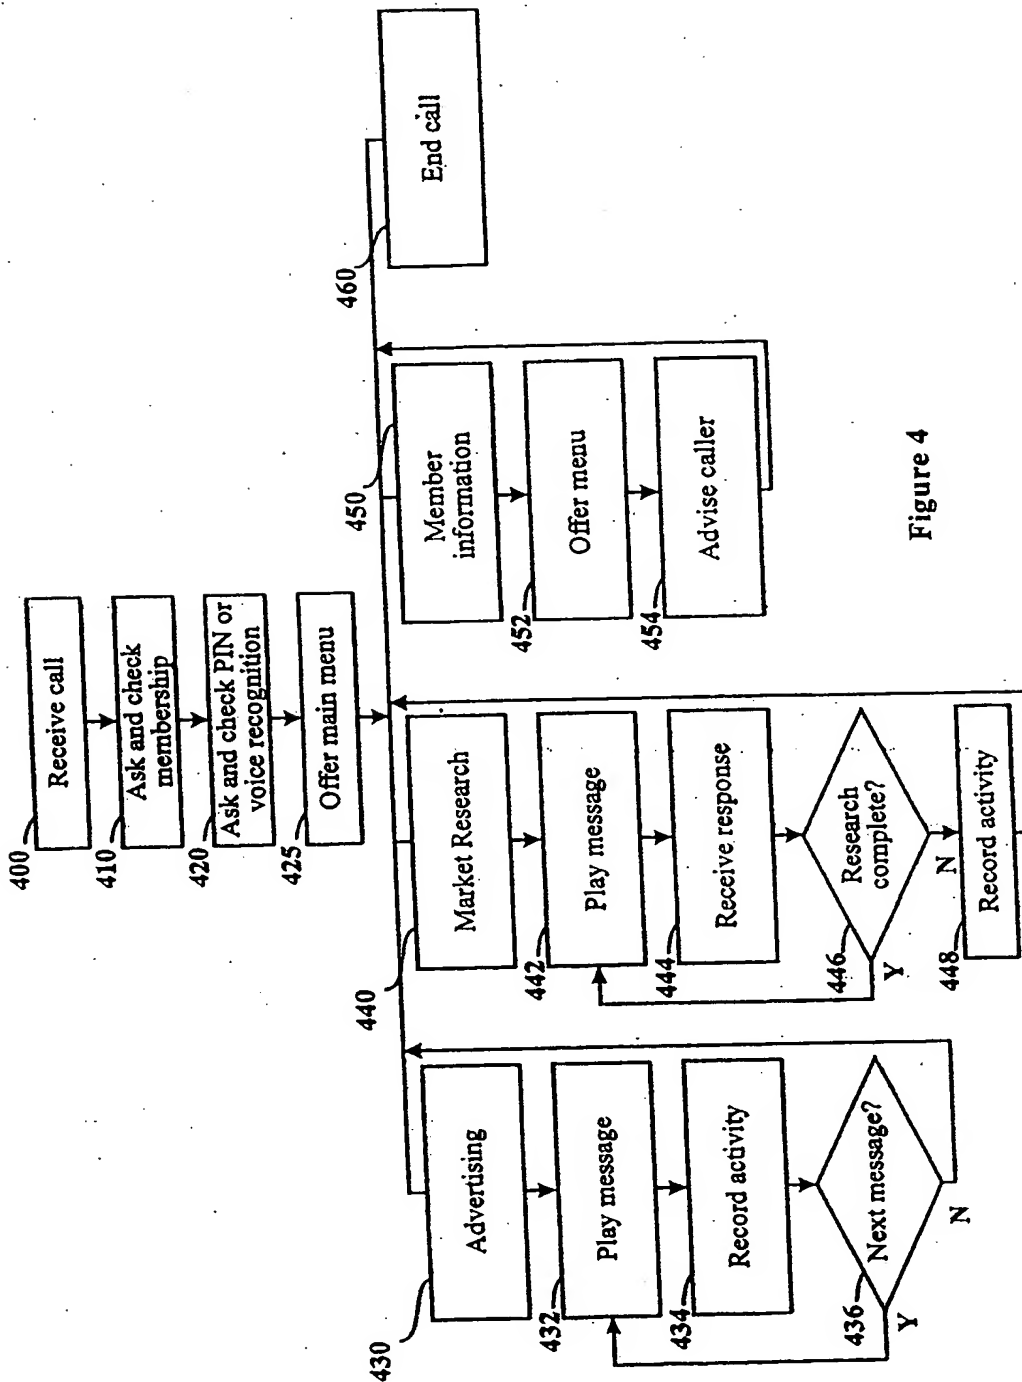 400
Receive call
410
Ask and check
membership
420
Ask and check PIN or
voice recognition
425
Offer main menu
430
Advertising
432
Play message
434
Record activity
436
Next message?
Y
N
440
Market Research
442
Play message
444
Receive response
446
Research
complete?
Y
N
448
Record activity
450
Member
information
452
Offer menu
454
Advise caller
460
End call
Figure 4